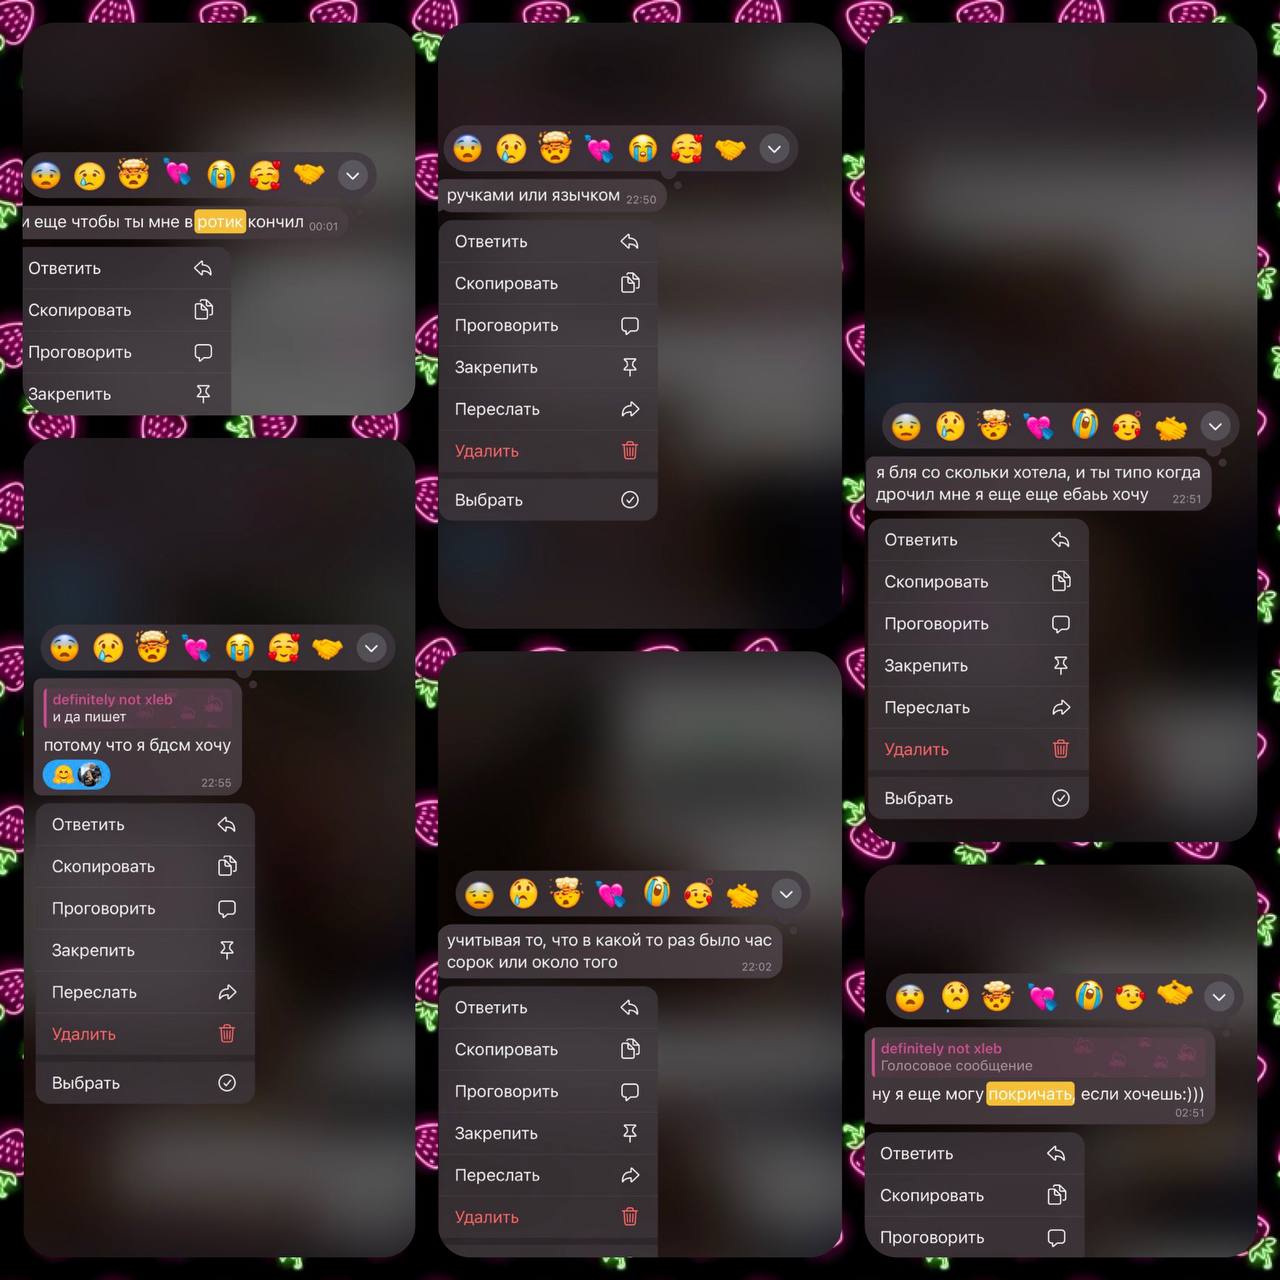 и еще чтобы ты мне в ротик кончил 00:01
Ответить
Скопировать
Проговорить
Закрепить
definitely not xleb
и да пишет
потому что я бдсм хочу
22:55
Ответить
Скопировать
Проговорить
Закрепить
Переслать
Удалить
Выбрать
ручками или язычком 22:50
Ответить
Скопировать
Проговорить
Закрепить
Переслать
Удалить
Выбрать
учитывая то, что в какой то раз было час
сорок или около того 22:02
Ответить
Скопировать
Проговорить
Закрепить
Переслать
Удалить
я бля со скольки хотела, и ты типо когда
дрочил мне я еще еще ебаьь хочу 22:51
Ответить
Скопировать
Проговорить
Закрепить
Переслать
Удалить
Выбрать
definitely not xleb
Голосовое сообщение
ну я еще могу покричать, если хочешь:)))
02:51
Ответить
Скопировать
Проговорить